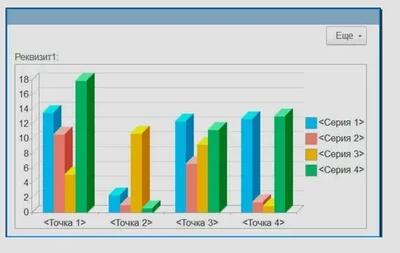 Еще
Реквизит1:
18
16
14
12
10
8
6
4
2
0
<Серия 1>
<Серия 2>
<Серия 3>
<Серия 4>
<Точка 1>
<Точка 2>
<Точка 3>
<Точка 4>